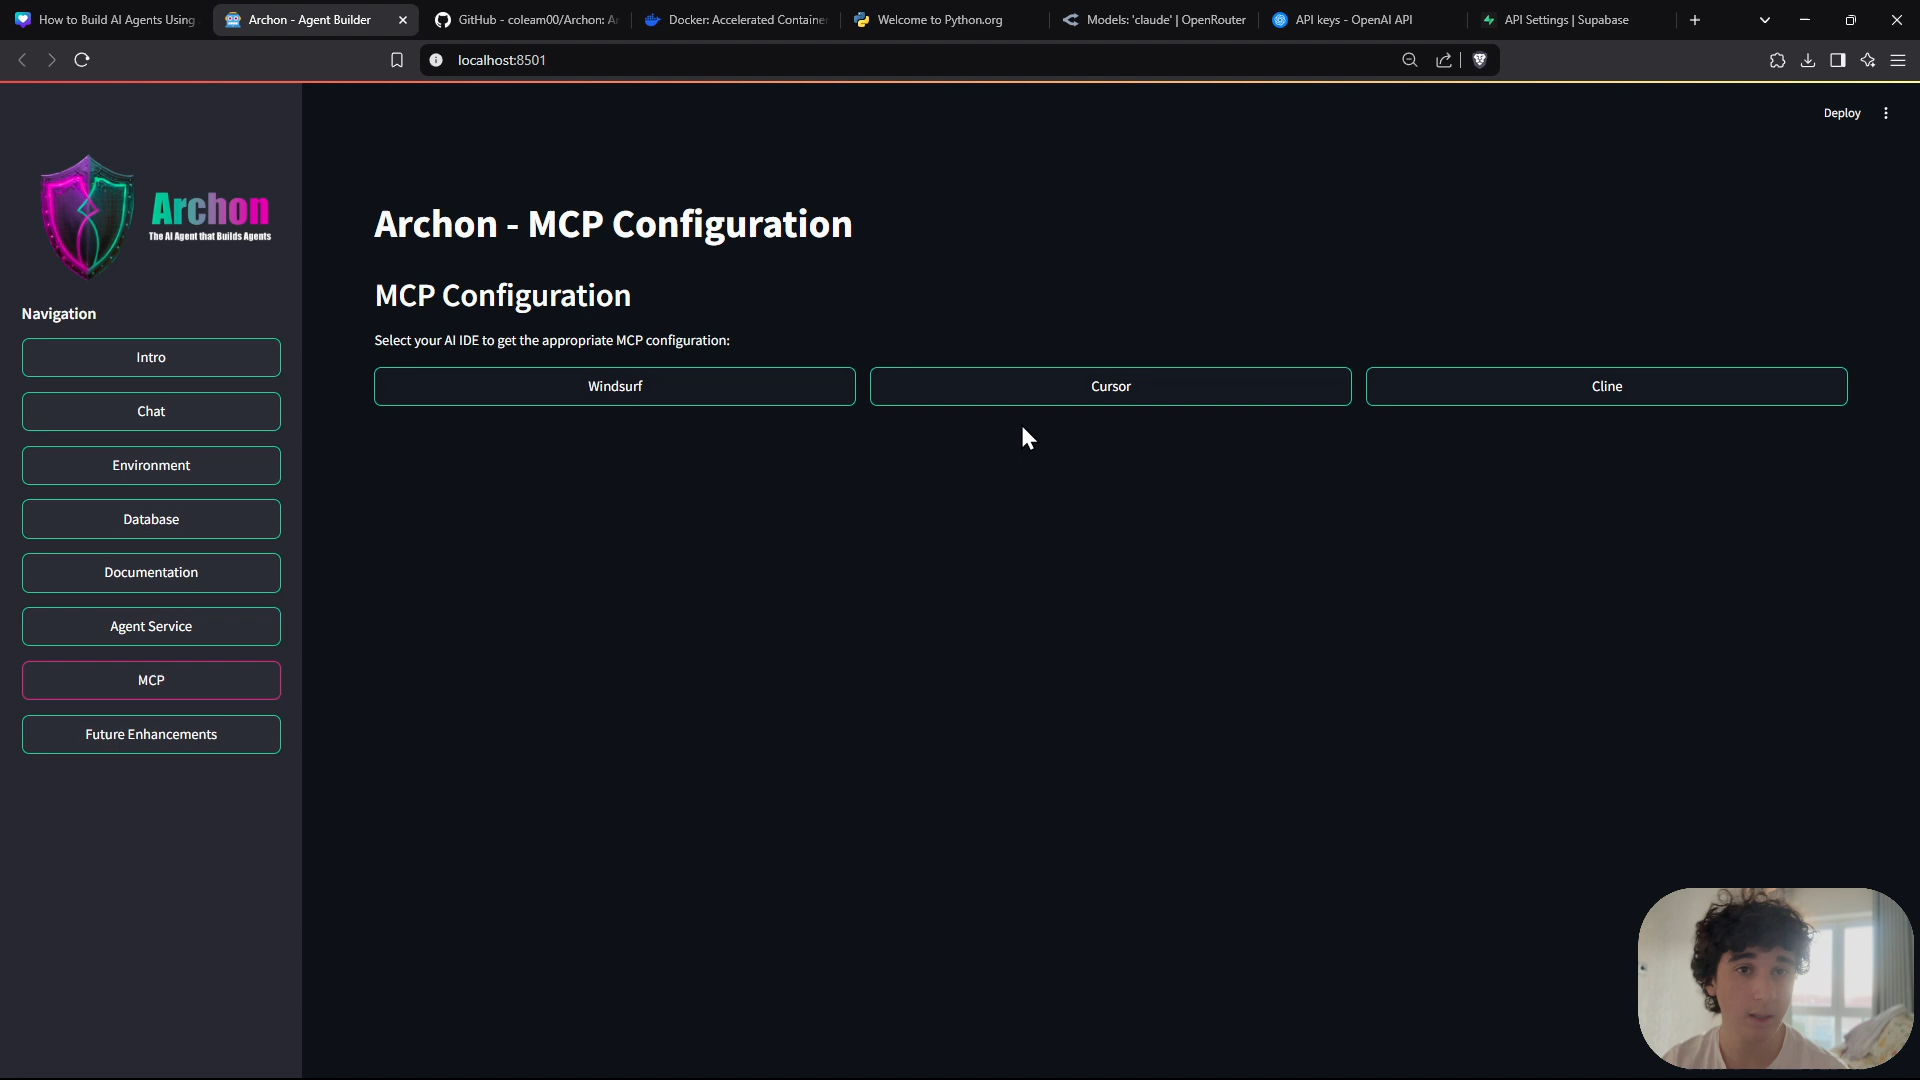 How to Build AI Agents Using
Archon - Agent Builder
GitHub - coleam00/Archon: A
Docker: Accelerated Container
Welcome to Python.org
Models: 'claude' | OpenRouter
API keys - OpenAI API
API Settings | Supabase
localhost:8501
Deploy
Archon
The AI Agent that Builds Agents
Navigation
Intro
Chat
Environment
Database
Documentation
Agent Service
MCP
Future Enhancements
Archon - MCP Configuration
MCP Configuration
Select your AI IDE to get the appropriate MCP configuration:
Windsurf
Cursor
Cline